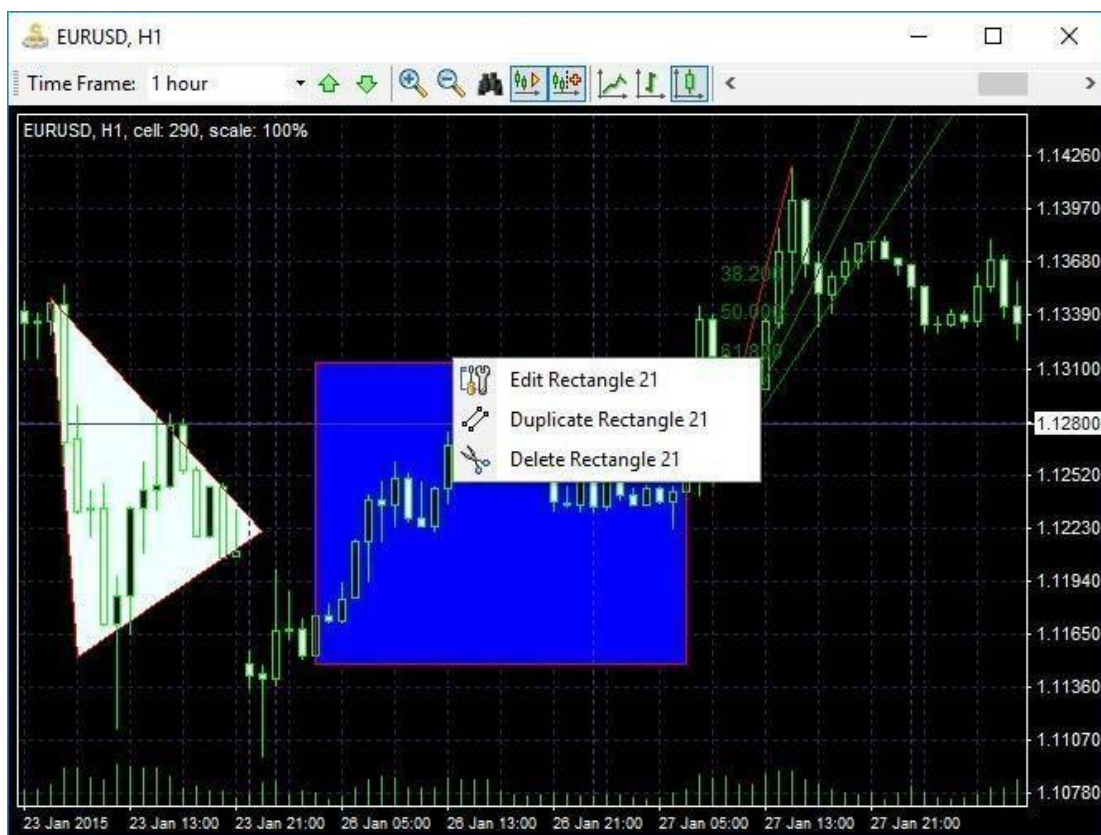 EURUSD, H1
Time Frame: 1 hour
EURUSD, H1, cell: 290, scale: 100%
1.14260
1.13970
1.13680
38.200
1.13390
50.000
61.800
1.13100
Edit Rectangle 21
1.12800
Duplicate Rectangle 21
Delete Rectangle 21
1.12520
1.12230
1.11940
1.11650
1.11360
1.11070
1.10780
23 Jan 2015 23 Jan 13:00 23 Jan 21:00 26 Jan 05:00 26 Jan 13:00 26 Jan 21:00 27 Jan 05:00 27 Jan 13:00 27 Jan 21:00